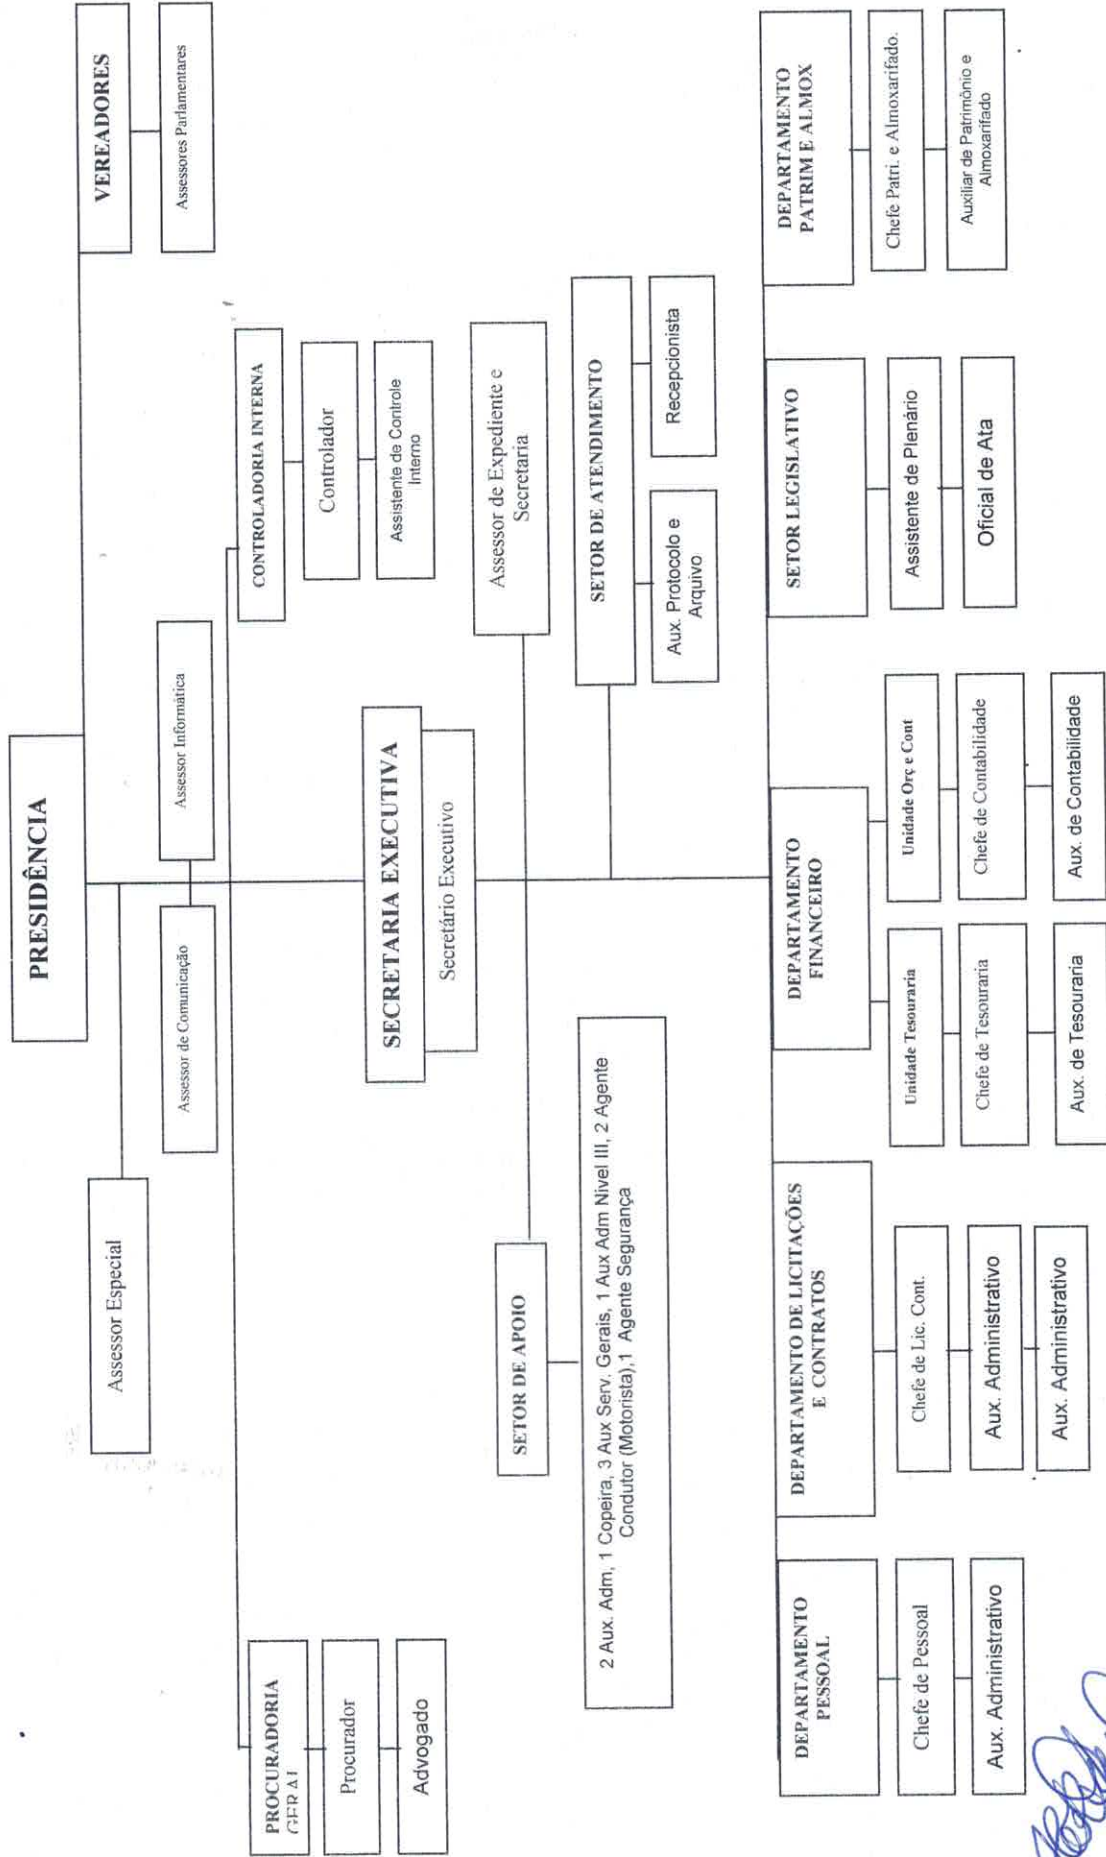 PRESIDÊNCIA
VEREADORES
Assessores Parlamentares
Assessor Especial
Assessor de Comunicação
Assessor Informática
PROCURADORIA
GERAL
Procurador
Advogado
CONTROLADORIA INTERNA
Controlador
Assistente de Controle
Interno
SECRETARIA EXECUTIVA
Secretário Executivo
Assessor de Expediente e
Secretaria
SETOR DE APOIO
2 Aux. Adm, 1 Copeira, 3 Aux Serv. Gerais, 1 Aux Adm Nivel III, 2 Agente
Condutor (Motorista),1 Agente Segurança
SETOR DE ATENDIMENTO
Aux. Protocolo e
Arquivo
Recepcionista
DEPARTAMENTO
PESSOAL
Chefe de Pessoal
Aux. Administrativo
DEPARTAMENTO DE LICITAÇÕES
E CONTRATOS
Chefe de Lic. Cont.
Aux. Administrativo
Aux. Administrativo
DEPARTAMENTO
FINANCEIRO
Unidade Tesouraria
Chefe de Tesouraria
Aux. de Tesouraria
Unidade Orç e Cont
Chefe de Contabilidade
Aux. de Contabilidade
SETOR LEGISLATIVO
Assistente de Plenário
Oficial de Ata
DEPARTAMENTO
PATRIM E ALMOX
Chefe Patri. e Almoxarifado.
Auxiliar de Patrimônio e
Almoxarifado